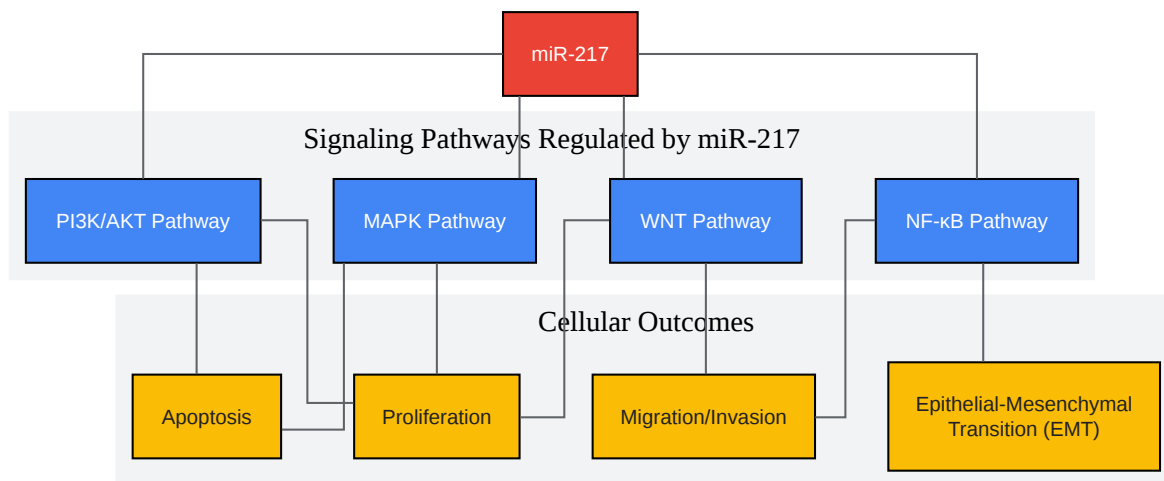 miR-217
Signaling Pathways Regulated by miR-217
PI3K/AKT Pathway
MAPK Pathway
WNT Pathway
NF-κB Pathway
Cellular Outcomes
Apoptosis
Proliferation
Migration/Invasion
Epithelial-Mesenchymal
Transition (EMT)